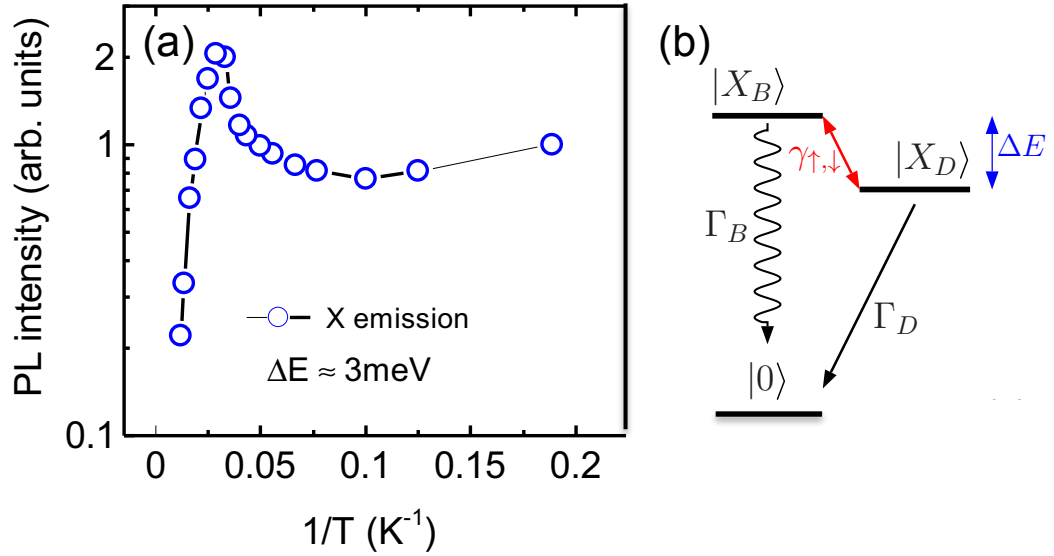 (a)
PL intensity (arb. units)
2
1
0.1
X emission
ΔE ≈ 3meV
0
0.05
0.1
0.15
0.2
1/T (K⁻¹)
(b)
|X_B⟩
|X_D⟩
ΔE
γ↑,↓
Γ_B
Γ_D
|0⟩